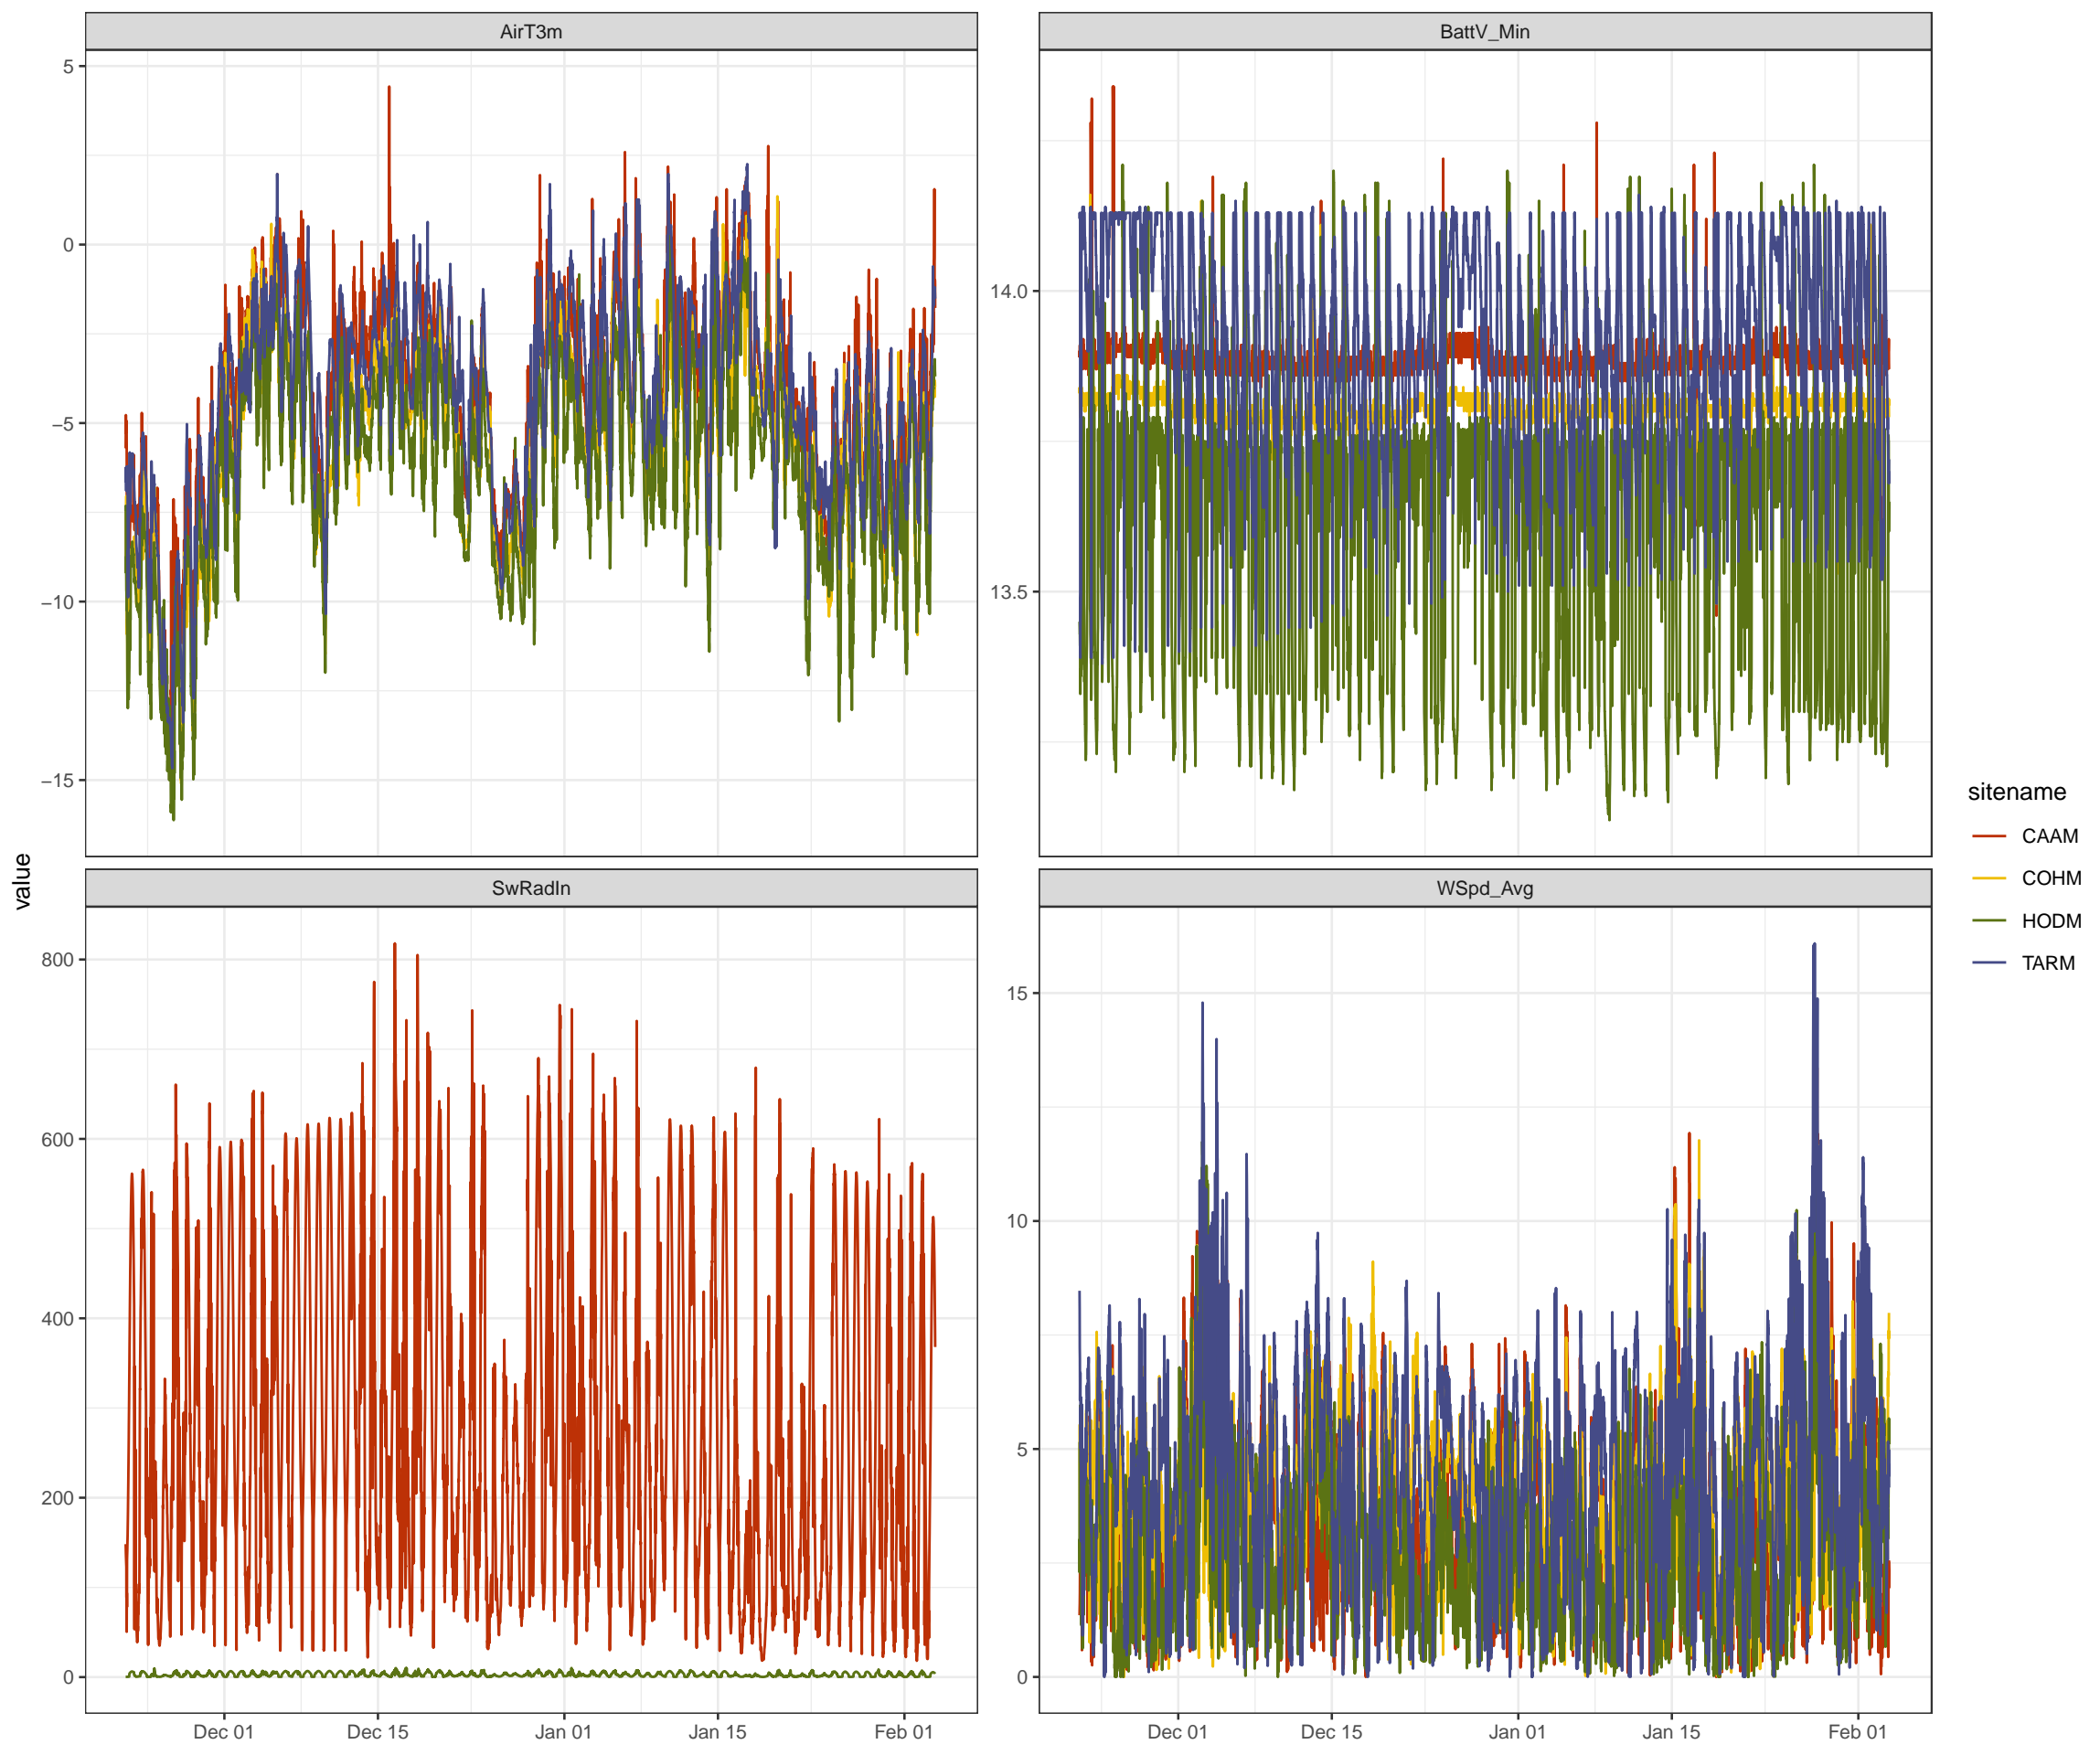 AirT3m
BattV_Min
5
0
−5
−10
−15
14.0
13.5
SwRadIn
WSpd_Avg
800
600
400
200
0
15
10
5
0
Dec 01
Dec 15
Jan 01
Jan 15
Feb 01
Dec 01
Dec 15
Jan 01
Jan 15
Feb 01
value
sitename
CAAM
COHM
HODM
TARM